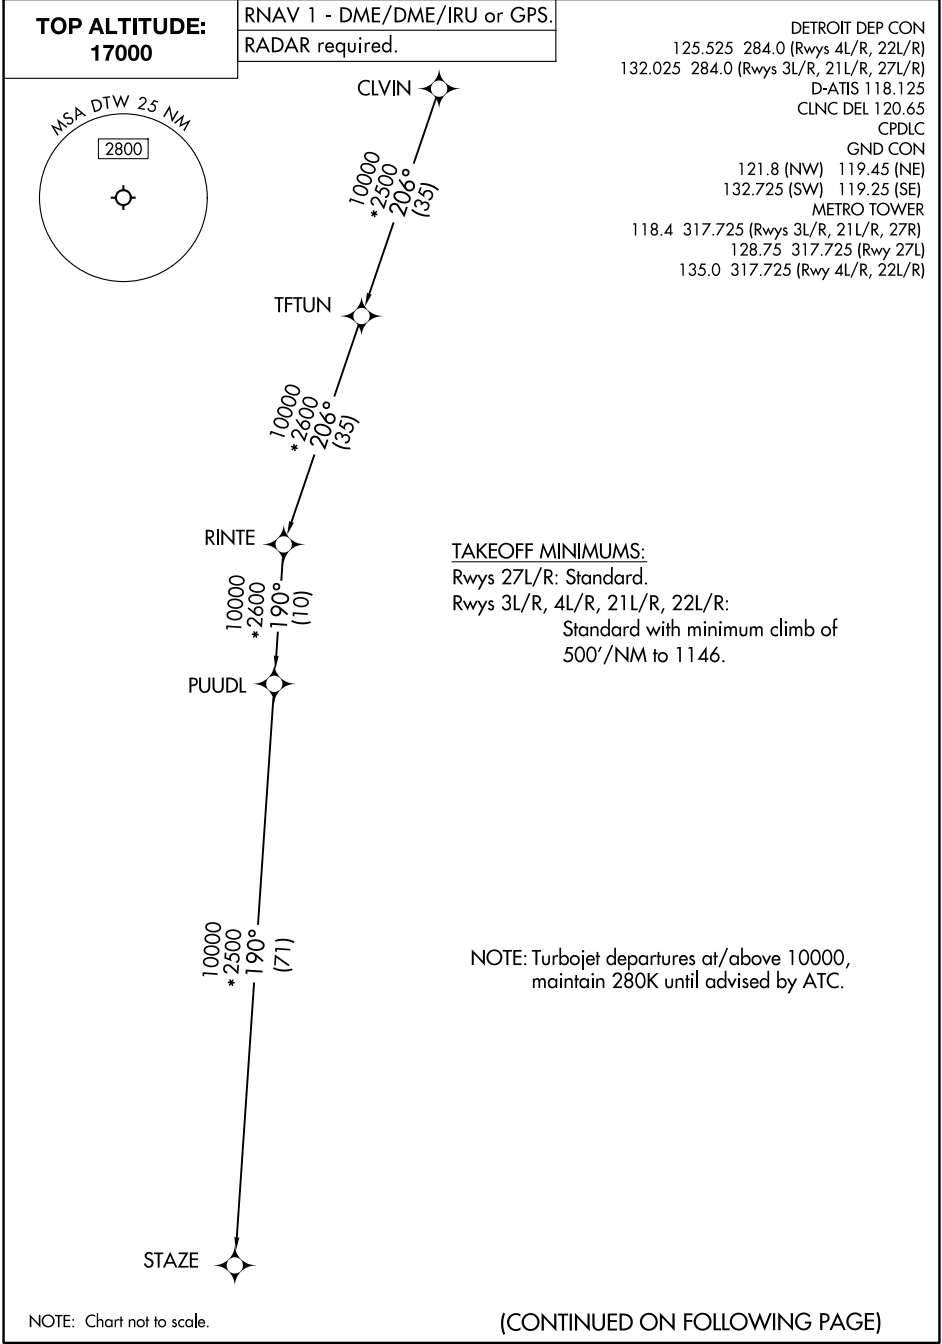 TOP ALTITUDE:
17000
RNAV 1 - DME/DME/IRU or GPS.
RADAR required.
DETROIT DEP CON
125.525 284.0 (Rwys 4L/R, 22L/R)
132.025 284.0 (Rwys 3L/R, 21L/R, 27L/R)
D-ATIS 118.125
CLNC DEL 120.65
CPDLC
GND CON
121.8 (NW) 119.45 (NE)
132.725 (SW) 119.25 (SE)
METRO TOWER
118.4 317.725 (Rwys 3L/R, 21L/R, 27R)
128.75 317.725 (Rwy 27L)
135.0 317.725 (Rwy 4L/R, 22L/R)
MSA DTW 25 NM
2800
CLVIN
10000
*2500
206°
(35)
TFTUN
10000
*2600
206°
(35)
RINTE
10000
*2600
190°
(10)
PUUDL
TAKEOFF MINIMUMS:
Rwys 27L/R: Standard.
Rwys 3L/R, 4L/R, 21L/R, 22L/R:
Standard with minimum climb of
500'/NM to 1146.
10000
*2500
190°
(71)
NOTE: Turbojet departures at/above 10000,
maintain 280K until advised by ATC.
STAZE
NOTE: Chart not to scale.
(CONTINUED ON FOLLOWING PAGE)